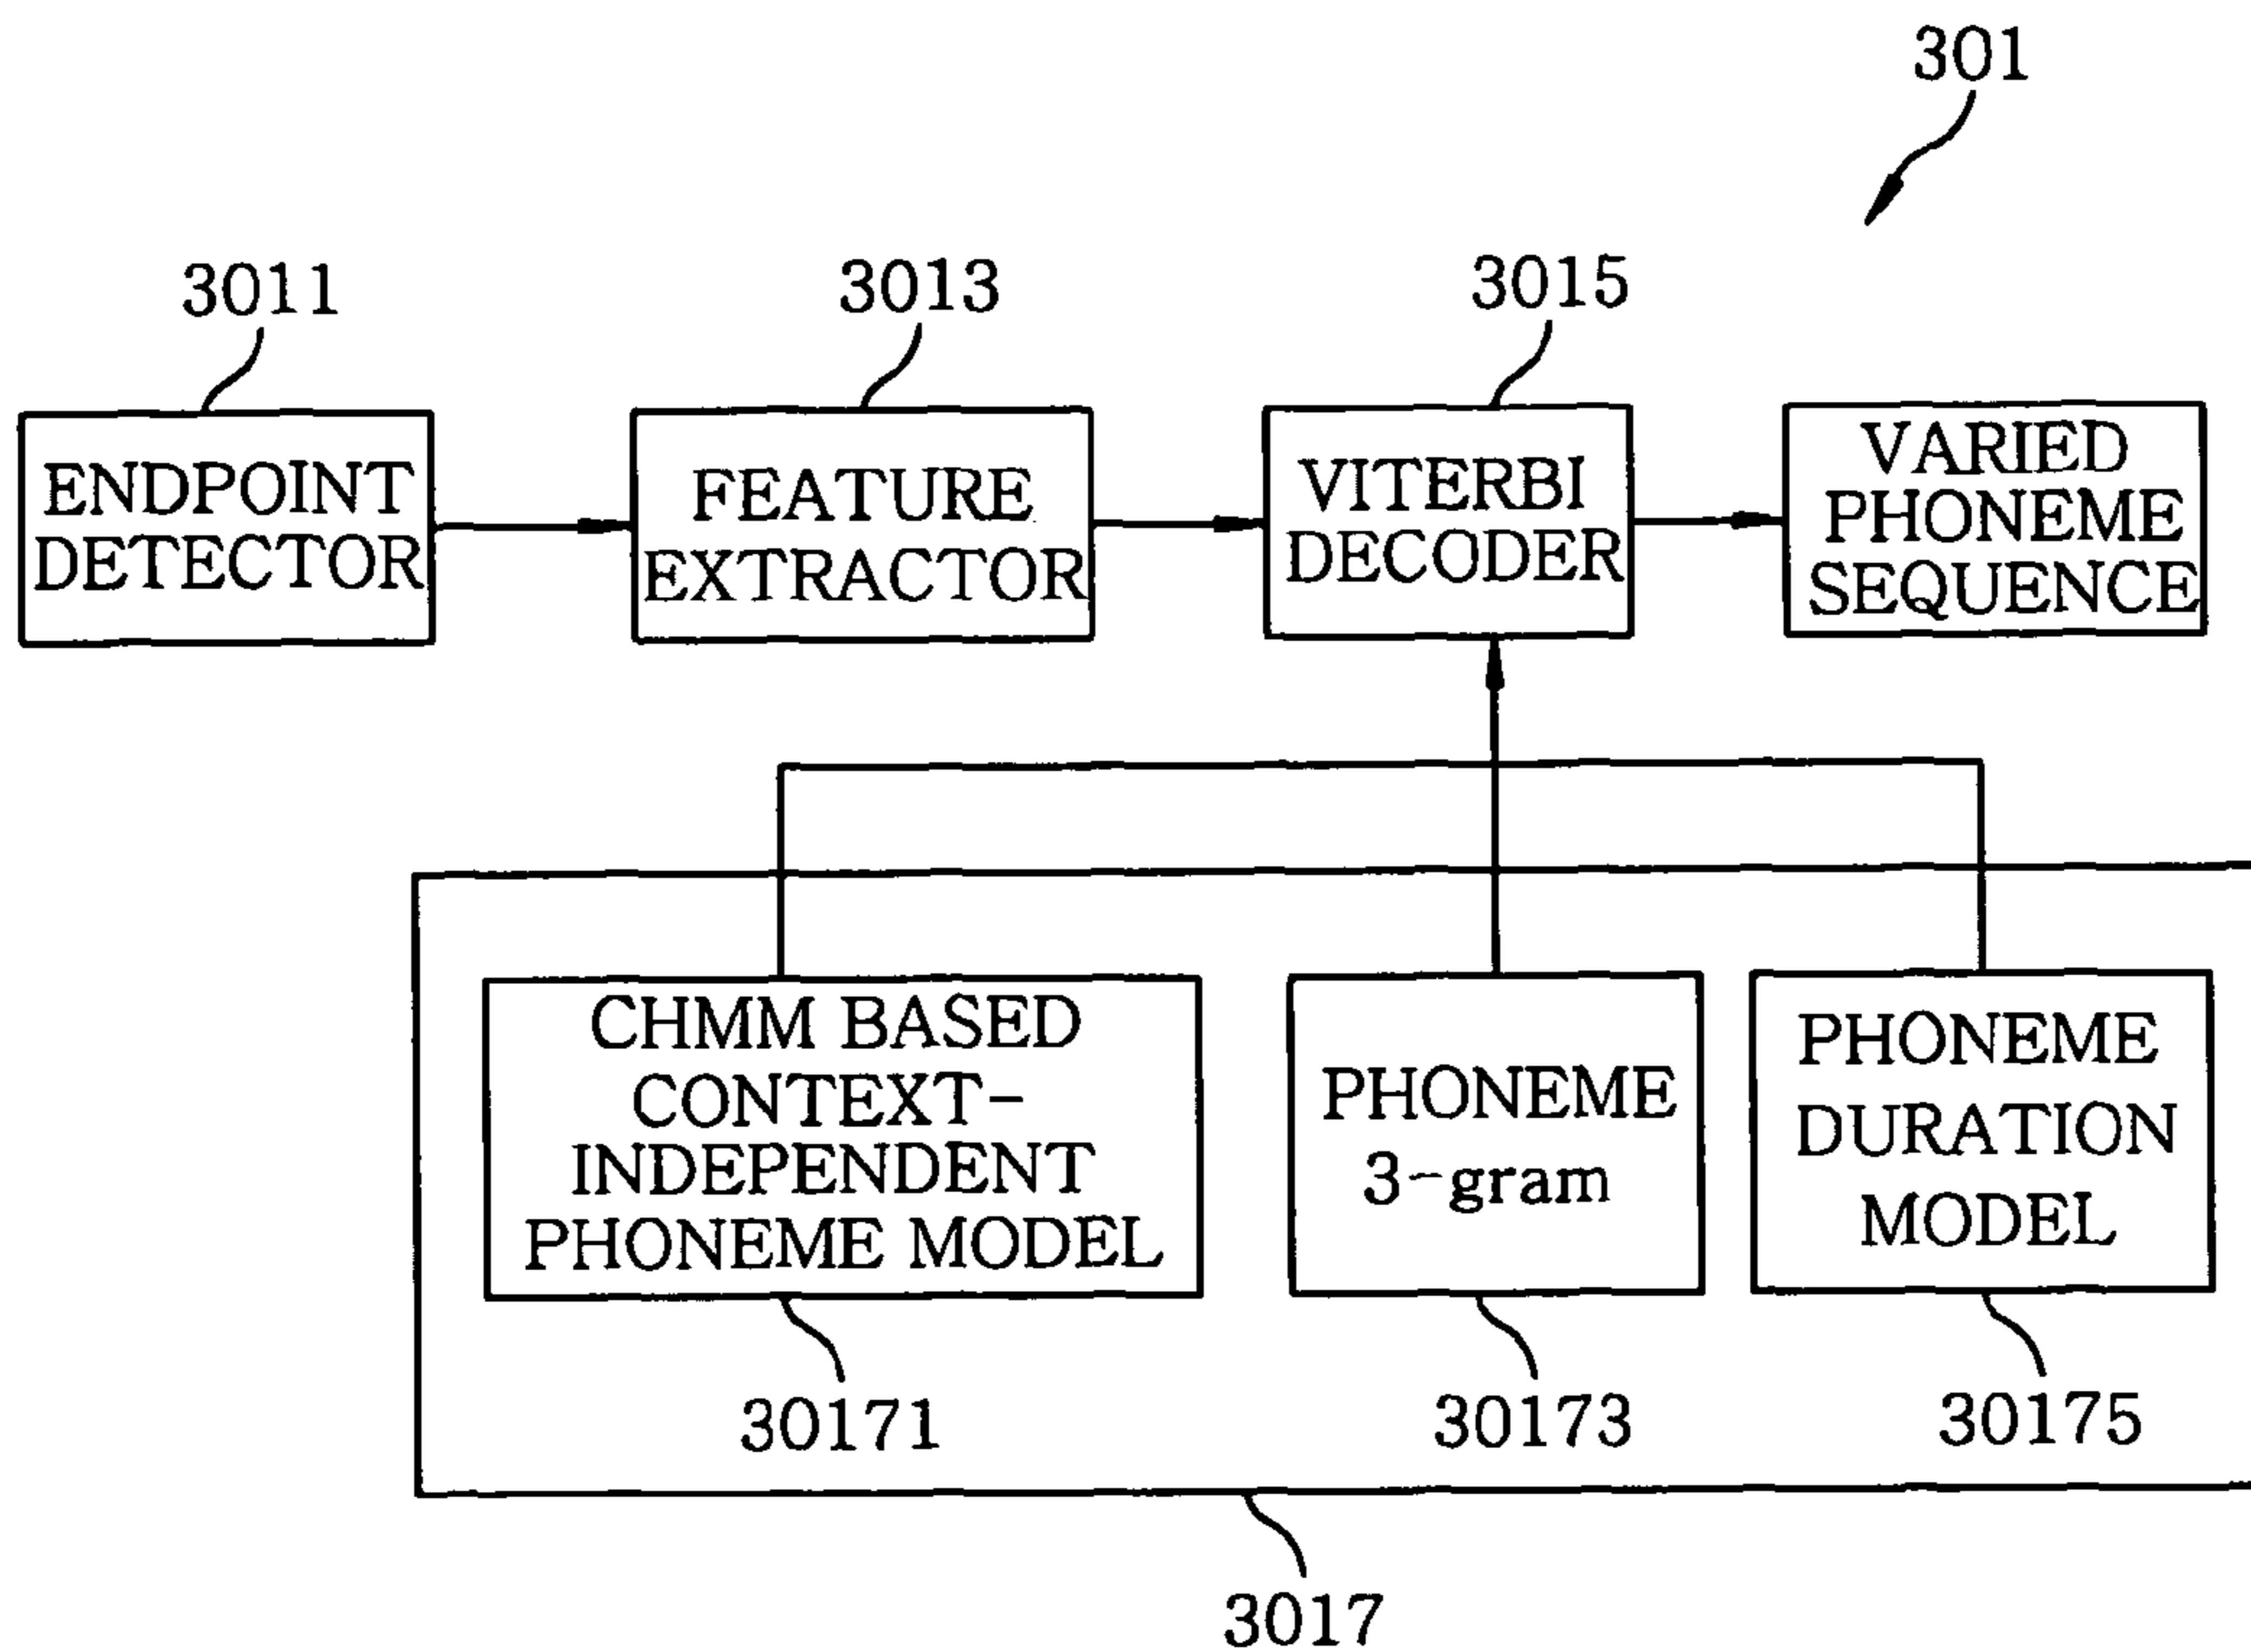 301
3011
3013
3015
ENDPOINT
DETECTOR
FEATURE
EXTRACTOR
VITERBI
DECODER
VARIED
PHONEME
SEQUENCE
CHMM BASED
CONTEXT-
INDEPENDENT
PHONEME MODEL
PHONEME
3-gram
PHONEME
DURATION
MODEL
30171
30173
30175
3017